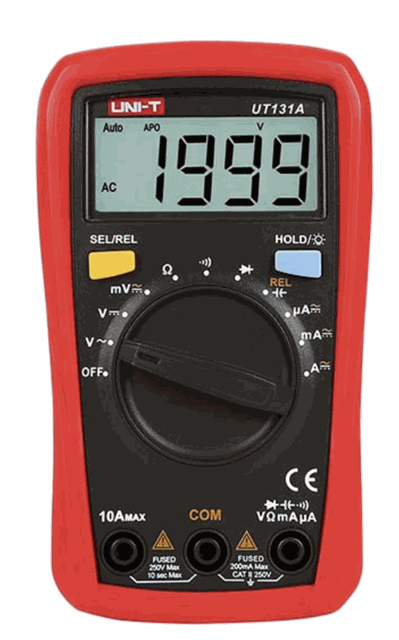 UNI-T UT131A
Auto APO V
AC 1999
SEL/REL HOLD/
Ω
mV REL
V μA
V~ mA
OFF A
CE
10AMAX COM VΩmAμA
FUSED
250V Max
10 sec Max
FUSED
200mA Max
CAT II 250V